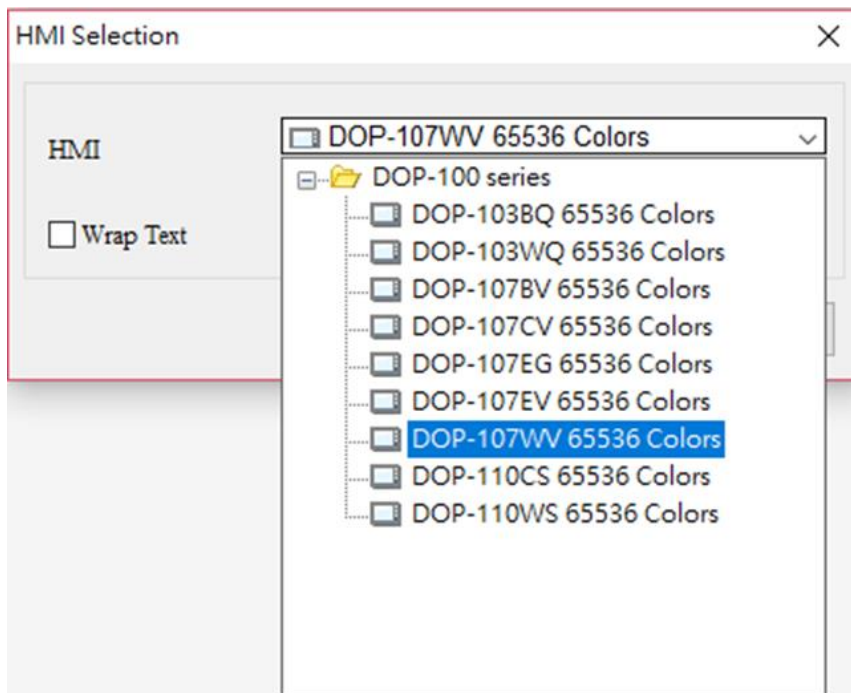 HMI Selection
HMI
DOP-107WV 65536 Colors
DOP-100 series
DOP-103BQ 65536 Colors
DOP-103WQ 65536 Colors
DOP-107BV 65536 Colors
DOP-107CV 65536 Colors
DOP-107EG 65536 Colors
DOP-107EV 65536 Colors
DOP-107WV 65536 Colors
DOP-110CS 65536 Colors
DOP-110WS 65536 Colors
Wrap Text